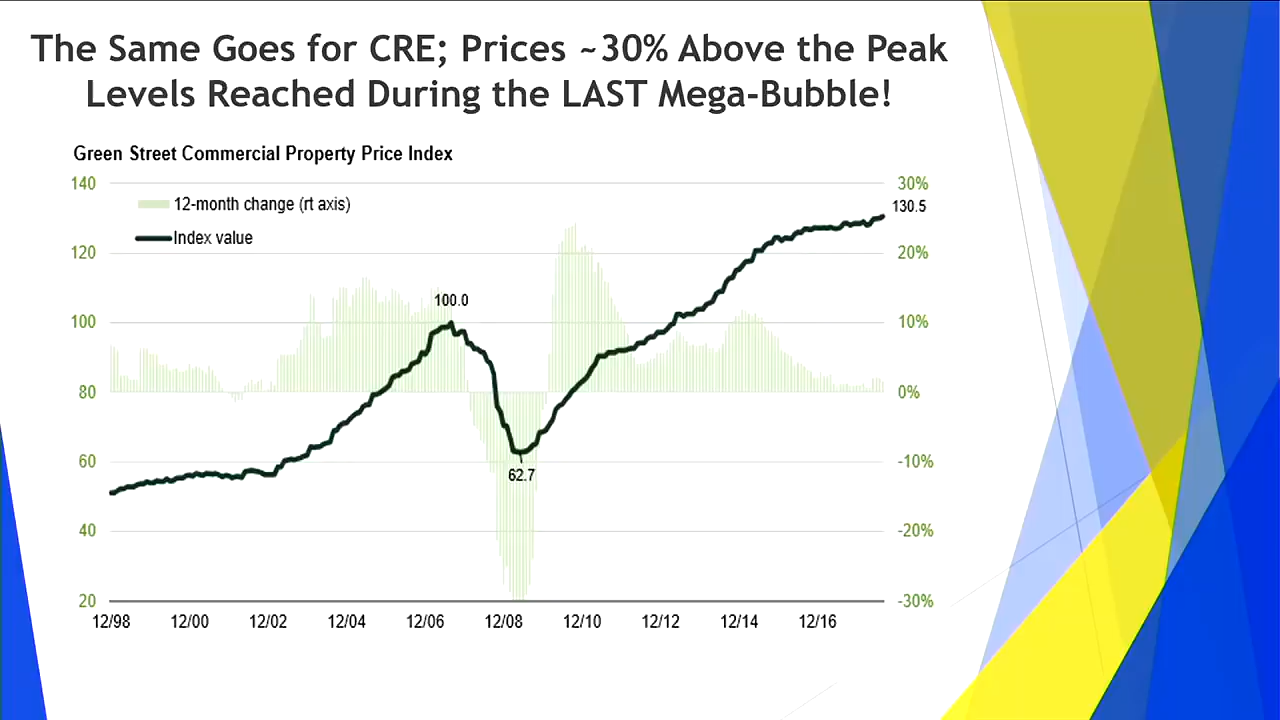 The Same Goes for CRE; Prices ~30% Above the Peak
Levels Reached During the LAST Mega-Bubble!
Green Street Commercial Property Price Index
140
30%
12-month change (rt axis)
130.5
Index value
120
20%
100.0
100
10%
80
0%
60
-10%
62.7
40
-20%
20
-30%
12/98 12/00 12/02 12/04 12/06 12/08 12/10 12/12 12/14 12/16